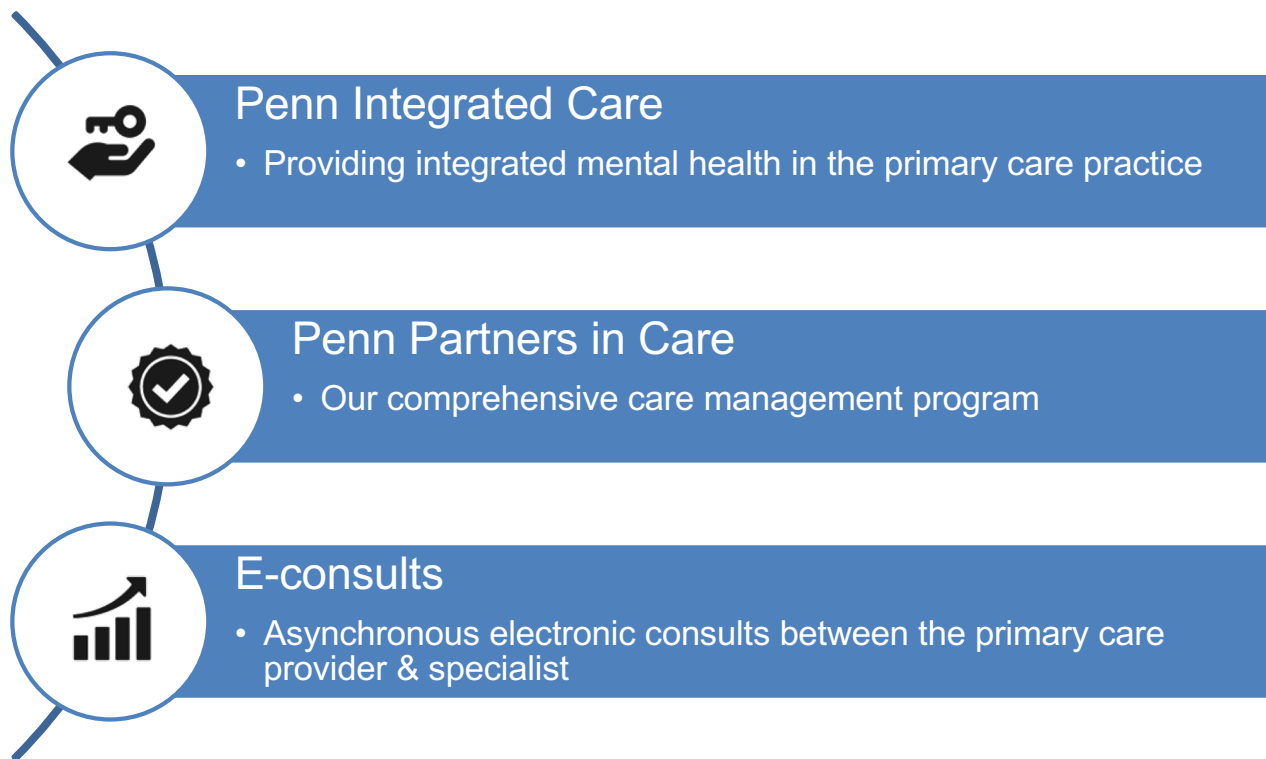 Penn Integrated Care
• Providing integrated mental health in the primary care practice
Penn Partners in Care
• Our comprehensive care management program
E-consults
• Asynchronous electronic consults between the primary care
provider & specialist